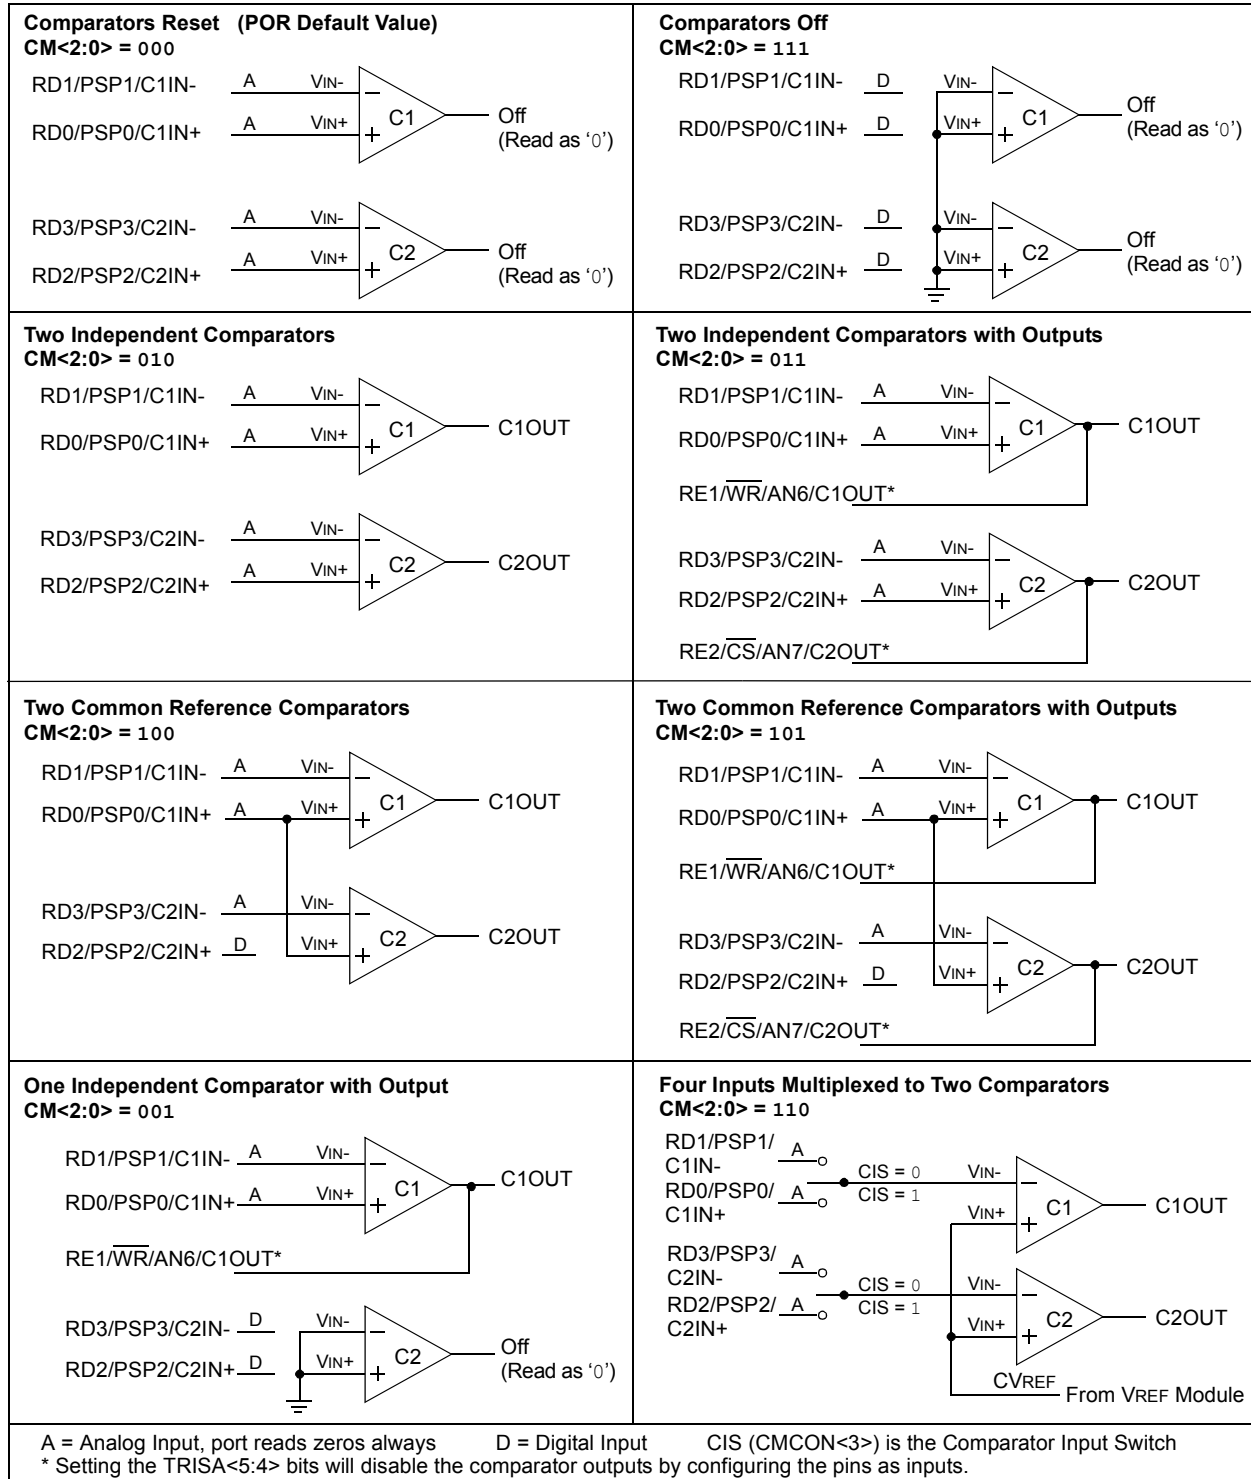 Comparators Reset (POR Default Value)
CM<2:0> = 000
RD1/PSP1/C1IN- A VIN-
C1
RD0/PSP0/C1IN+ A VIN+
Off
(Read as ‘0’)
RD3/PSP3/C2IN- A VIN-
C2
RD2/PSP2/C2IN+ A VIN+
Off
(Read as ‘0’)
Comparators Off
CM<2:0> = 111
RD1/PSP1/C1IN- D VIN-
C1
RD0/PSP0/C1IN+ D VIN+
Off
(Read as ‘0’)
RD3/PSP3/C2IN- D VIN-
C2
RD2/PSP2/C2IN+ D VIN+
Off
(Read as ‘0’)
Two Independent Comparators
CM<2:0> = 010
RD1/PSP1/C1IN- A VIN-
C1 C1OUT
RD0/PSP0/C1IN+ A VIN+
RD3/PSP3/C2IN- A VIN-
C2 C2OUT
RD2/PSP2/C2IN+ A VIN+
Two Independent Comparators with Outputs
CM<2:0> = 011
RD1/PSP1/C1IN- A VIN-
C1 C1OUT
RD0/PSP0/C1IN+ A VIN+
RE1/WR/AN6/C1OUT*
RD3/PSP3/C2IN- A VIN-
C2 C2OUT
RD2/PSP2/C2IN+ A VIN+
RE2/CS/AN7/C2OUT*
Two Common Reference Comparators
CM<2:0> = 100
RD1/PSP1/C1IN- A VIN-
C1 C1OUT
RD0/PSP0/C1IN+ A VIN+
RD3/PSP3/C2IN- A VIN-
C2 C2OUT
RD2/PSP2/C2IN+ D VIN+
Two Common Reference Comparators with Outputs
CM<2:0> = 101
RD1/PSP1/C1IN- A VIN-
C1 C1OUT
RD0/PSP0/C1IN+ A VIN+
RE1/WR/AN6/C1OUT*
RD3/PSP3/C2IN- A VIN-
C2 C2OUT
RD2/PSP2/C2IN+ D VIN+
RE2/CS/AN7/C2OUT*
One Independent Comparator with Output
CM<2:0> = 001
RD1/PSP1/C1IN- A VIN-
C1 C1OUT
RD0/PSP0/C1IN+ A VIN+
RE1/WR/AN6/C1OUT*
RD3/PSP3/C2IN- D VIN-
C2
RD2/PSP2/C2IN+ D VIN+
Off
(Read as ‘0’)
Four Inputs Multiplexed to Two Comparators
CM<2:0> = 110
RD1/PSP1/
C1IN- A
CIS = 0 VIN-
RD0/PSP0/ A
CIS = 1
C1IN+
VIN+ C1 C1OUT
RD3/PSP3/
C2IN- A
CIS = 0 VIN-
RD2/PSP2/ A
CIS = 1
C2IN+
VIN+ C2 C2OUT
CVREF
From VREF Module
A = Analog Input, port reads zeros always D = Digital Input CIS (CMCON<3>) is the Comparator Input Switch
* Setting the TRISA<5:4> bits will disable the comparator outputs by configuring the pins as inputs.